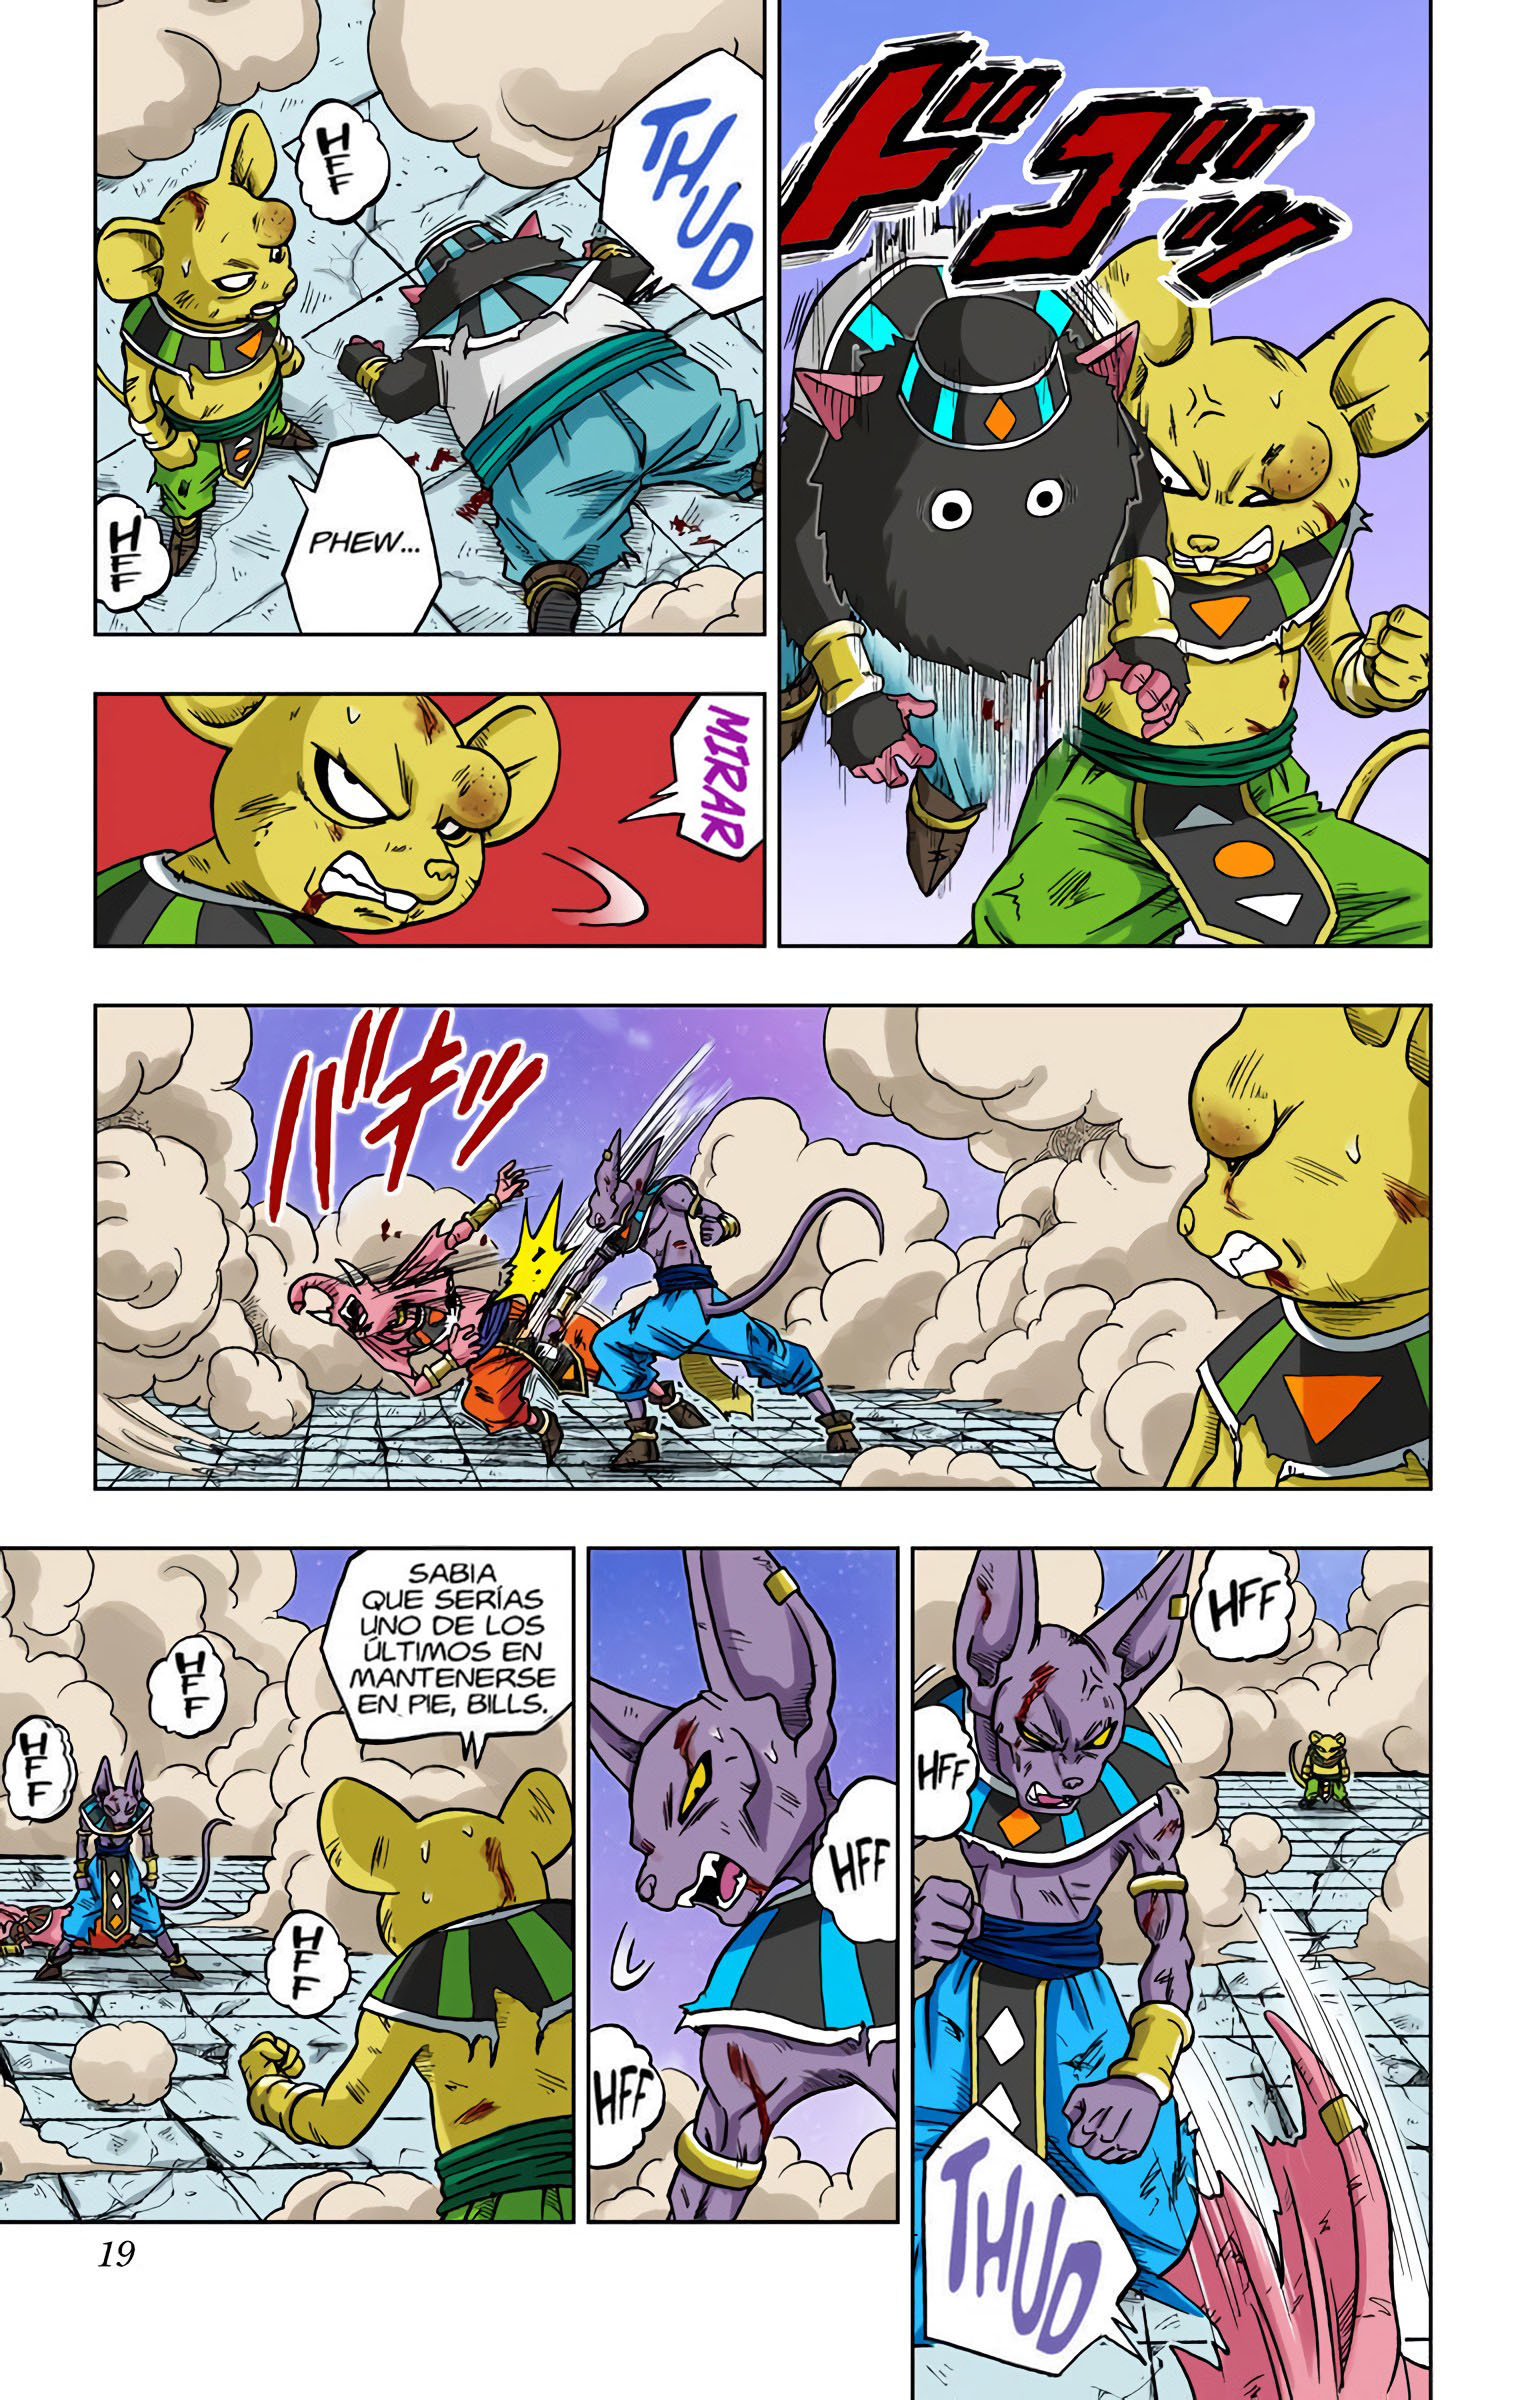 ドゴッ
THUD
HFF
PHEW...
HFF
MIRAR
バキッ
HFF
HFF
THUD
HFF
HFF
SABIA
QUE SERÍAS
UNO DE LOS
ÚLTIMOS EN
MANTENERSE
EN PIE, BILLS.
HFF
HFF
HFF
19